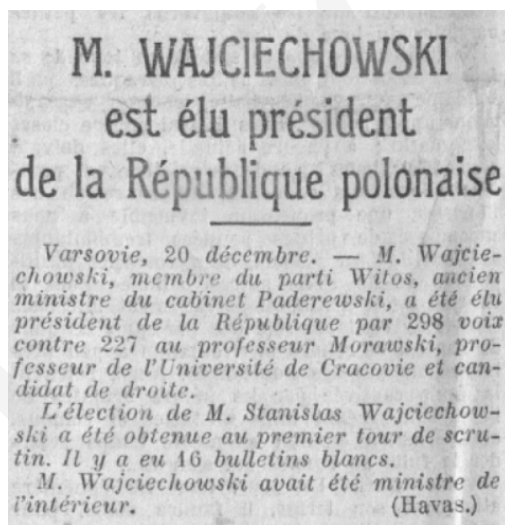 M. WAJCIECHOWSKI
est élu président
de la République polonaise
Varsovie, 20 décembre. — M. Wajcie-
chowski, membre du parti Witos, ancien
ministre du cabinet Paderewski, a été élu
président de la République par 298 voix
contre 227 au professeur Morawski, pro-
fesseur de l'Université de Cracovie et can-
didat de droite.
L'élection de M. Stanislas Wajciechow-
ski a été obtenue au premier tour de scru-
tin. Il y a eu 16 bulletins blancs.
M. Wajciechowski avait été ministre de
l'intérieur. (Havas.)